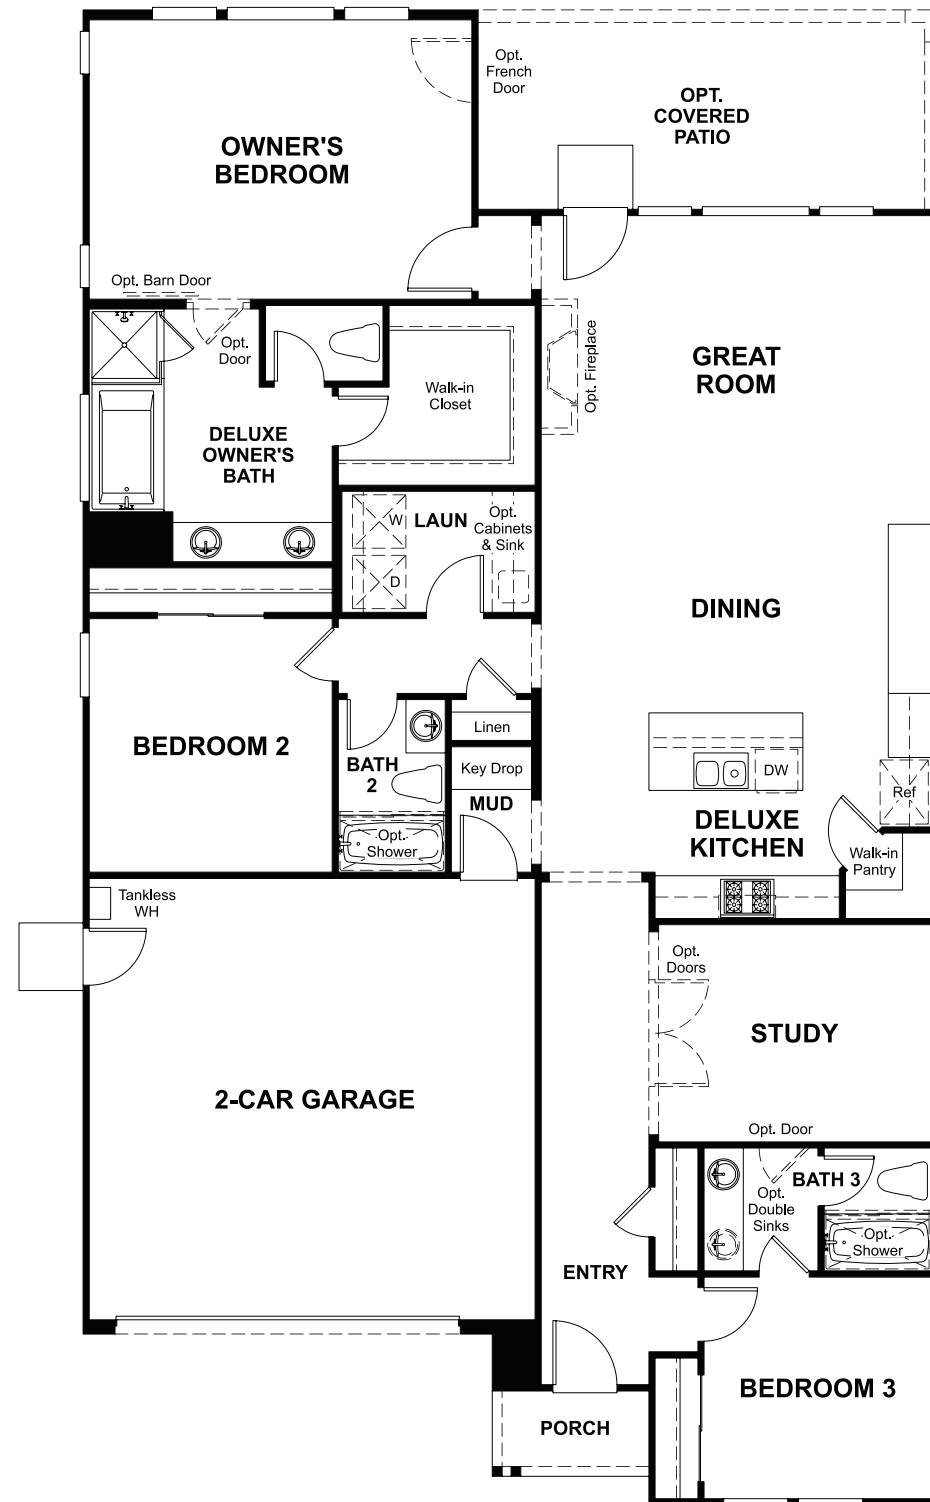 Opt.
French
Door
OPT.
COVERED
PATIO
OWNER'S
BEDROOM
Opt. Barn Door
Opt.
Door
Opt. Fireplace
GREAT
ROOM
Walk-in
Closet
DELUXE
OWNER'S
BATH
W
LAUN
Opt.
Cabinets
& Sink
D
DINING
Linen
BEDROOM 2
BATH
2
Key Drop
MUD
DW
Ref
DELUXE
KITCHEN
Opt.
Shower
Walk-in
Pantry
Tankless
WH
Opt.
Doors
STUDY
2-CAR GARAGE
Opt. Door
BATH 3
Opt.
Double
Sinks
Opt.
Shower
ENTRY
BEDROOM 3
PORCH